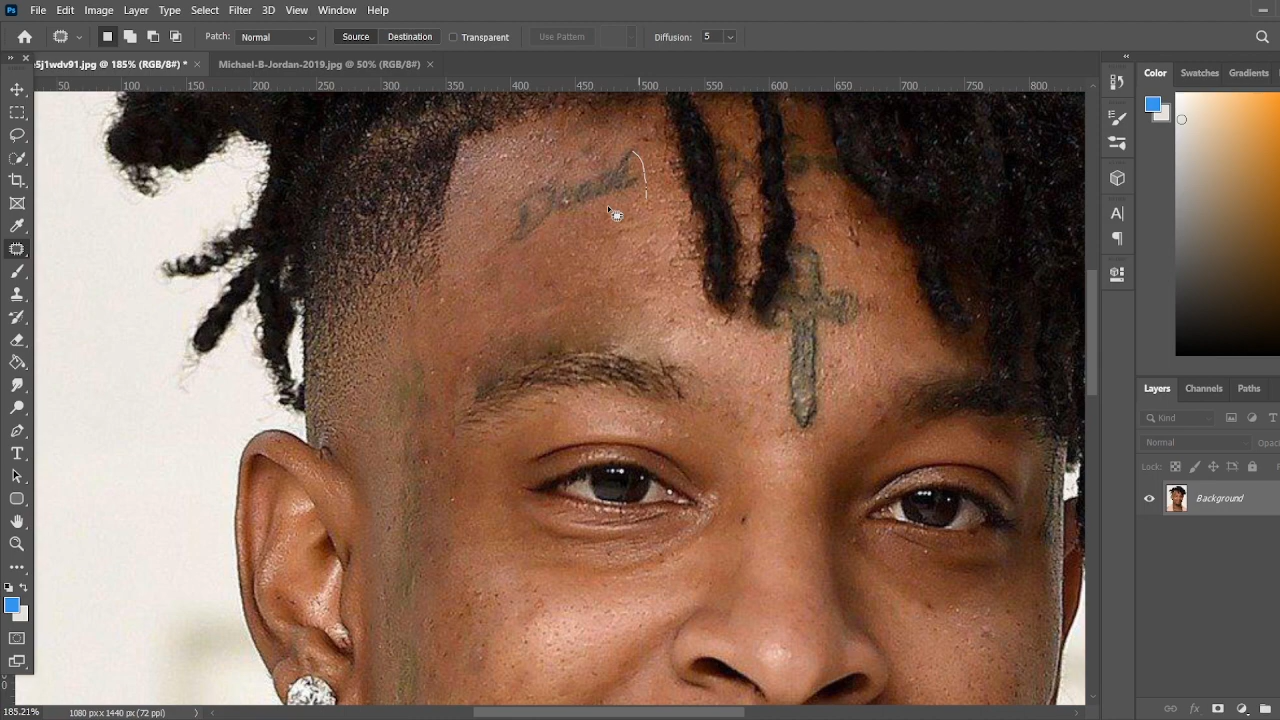 Ps File Edit Image Layer Type Select Filter 3D View Window Help
Patch: Normal Source Destination Transparent Use Pattern Diffusion: 5
5j1wdv91.jpg @ 185% (RGB/8#) * × Michael-B-Jordan-2019.jpg @ 50% (RGB/8#) ×
50 100 150 200 250 300 350 400 450 500 550 600 650 700 750 800
Color Swatches Gradients
Layers Channels Paths
Kind
Normal Opac
Lock:
Background
185.21% 1080 px x 1440 px (72 ppi)